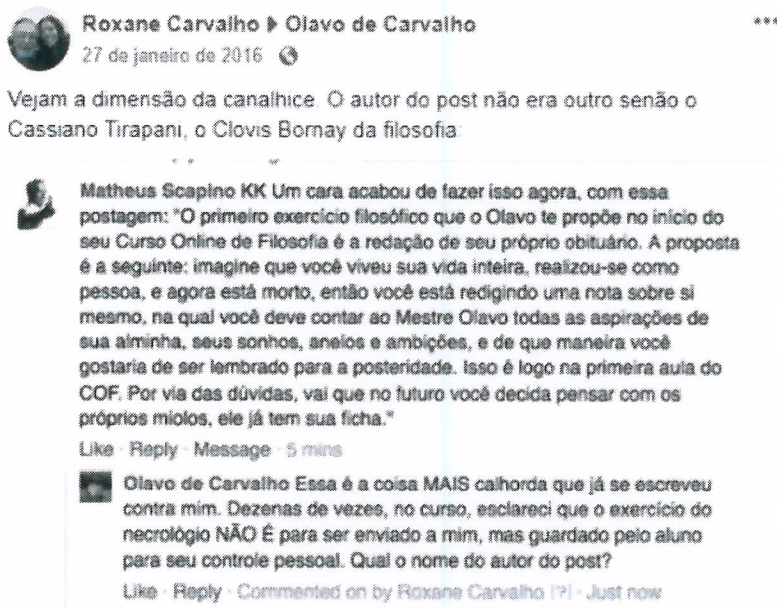 Roxane Carvalho ▸ Olavo de Carvalho
27 de janeiro de 2016 ·
Vejam a dimensão da canalhice O autor do post não era outro senão o
Cassiano Tirapani, o Clovis Bornay da filosofia:
Matheus Scapino KK Um cara acabou de fazer isso agora, com essa
postagem: "O primeiro exercício filosófico que o Olavo te propõe no início do
seu Curso Online de Filosofia é a redação de seu próprio obituário. A proposta
é a seguinte: imagine que você viveu sua vida inteira, realizou-se como
pessoa, e agora está morto, então você está redigindo uma nota sobre si
mesmo, na qual você deve contar ao Mestre Olavo todas as aspirações de
sua alminha, seus sonhos, anelos e ambições, e de que maneira você
gostaria de ser lembrado para a posteridade. Isso é logo na primeira aula do
COF. Por via das dúvidas, vai que no futuro você decida pensar com os
próprios miolos, ele já tem sua ficha."
Like · Reply · Message · 5 mins
Olavo de Carvalho Essa é a coisa MAIS calhorda que já se escreveu
contra mim. Dezenas de vezes, no curso, esclareci que o exercício do
necrológio NÃO É para ser enviado a mim, mas guardado pelo aluno
para seu controle pessoal. Qual o nome do autor do post?
Like · Reply · Commented on by Roxane Carvalho [?] · Just now